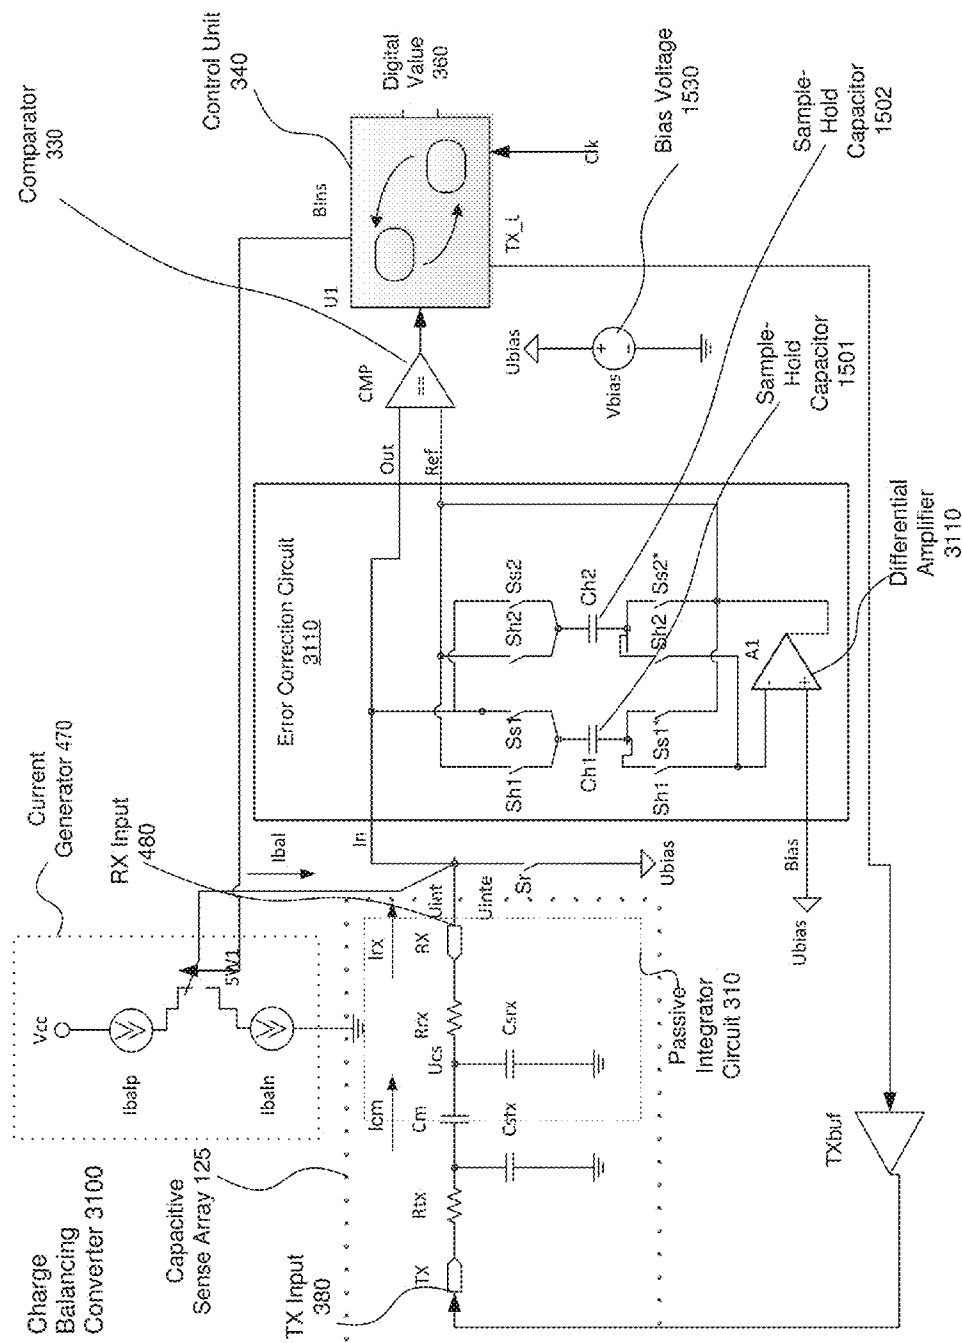 Charge
Balancing
Converter 3100
Capacitive
Sense Array 125
TX Input
380
Current
Generator 470
RX Input
480
Vcc
Ibalp
Ibaln
SW1
Ibal
Icm
Irx
TX
Rtx
Cstx
Cm
Ucs
Csrx
Rrx
RX
Uint
Uinte
Sr
Ubias
Passive
Integrator
Circuit 310
TXbuf
In
Error Correction Circuit
3110
Sh1
Ss1
Ch1
Sh1
Ss1*
Sh2
Ss2
Ch2
Sh2
Ss2*
A1
-
+
Bias
Ubias
Differential
Amplifier
3110
Out
Ref
CMP
==
Comparator
330
U1
BIns
TX_i
Control Unit
340
Digital
Value
360
Clk
Ubias
Vbias
+
-
Bias Voltage
1530
Sample-
Hold
Capacitor
1501
Sample-
Hold
Capacitor
1502